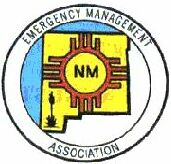 EMERGENCY MANAGEMENT
NM
ASSOCIATION